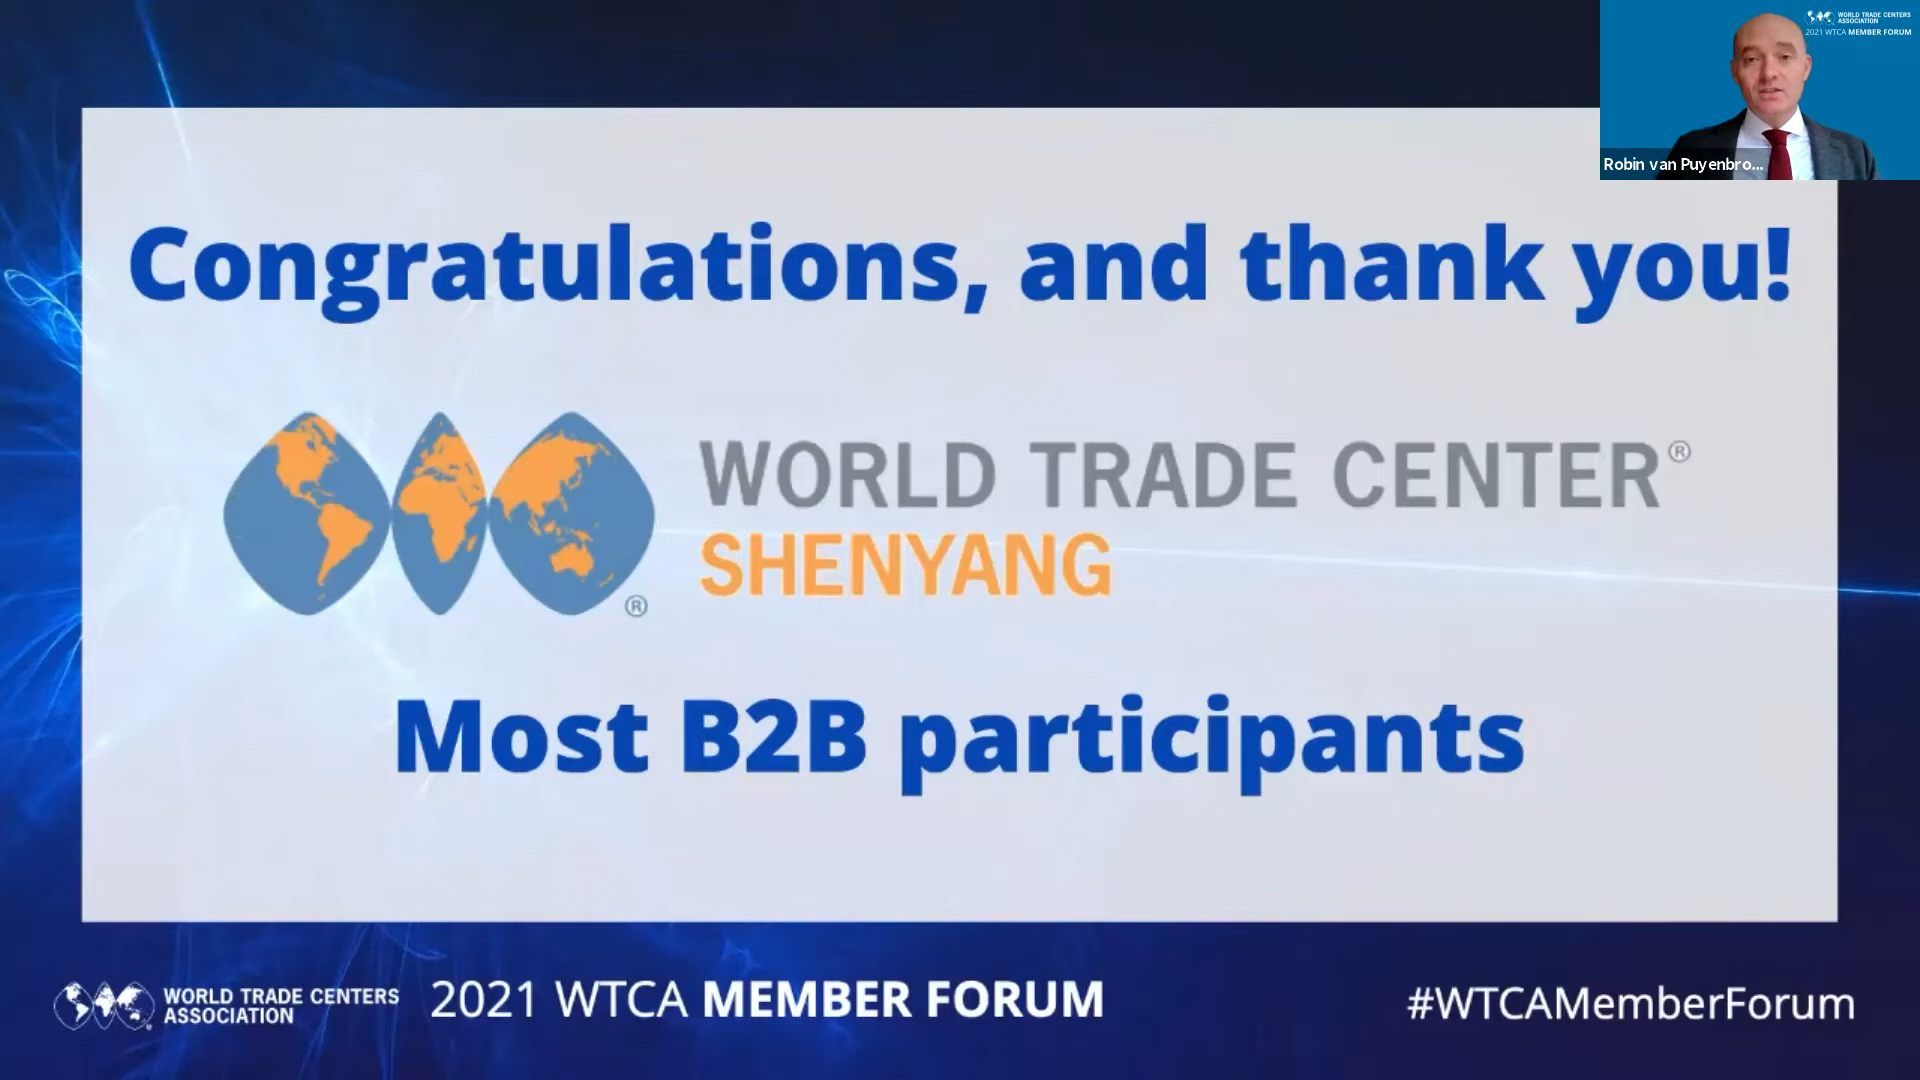 WORLD TRADE CENTERS
ASSOCIATION
2021 WTCA MEMBER FORUM
Robin van Puyenbro...
Congratulations, and thank you!
WORLD TRADE CENTER®
SHENYANG
®
Most B2B participants
WORLD TRADE CENTERS
ASSOCIATION
2021 WTCA MEMBER FORUM
#WTCAMemberForum